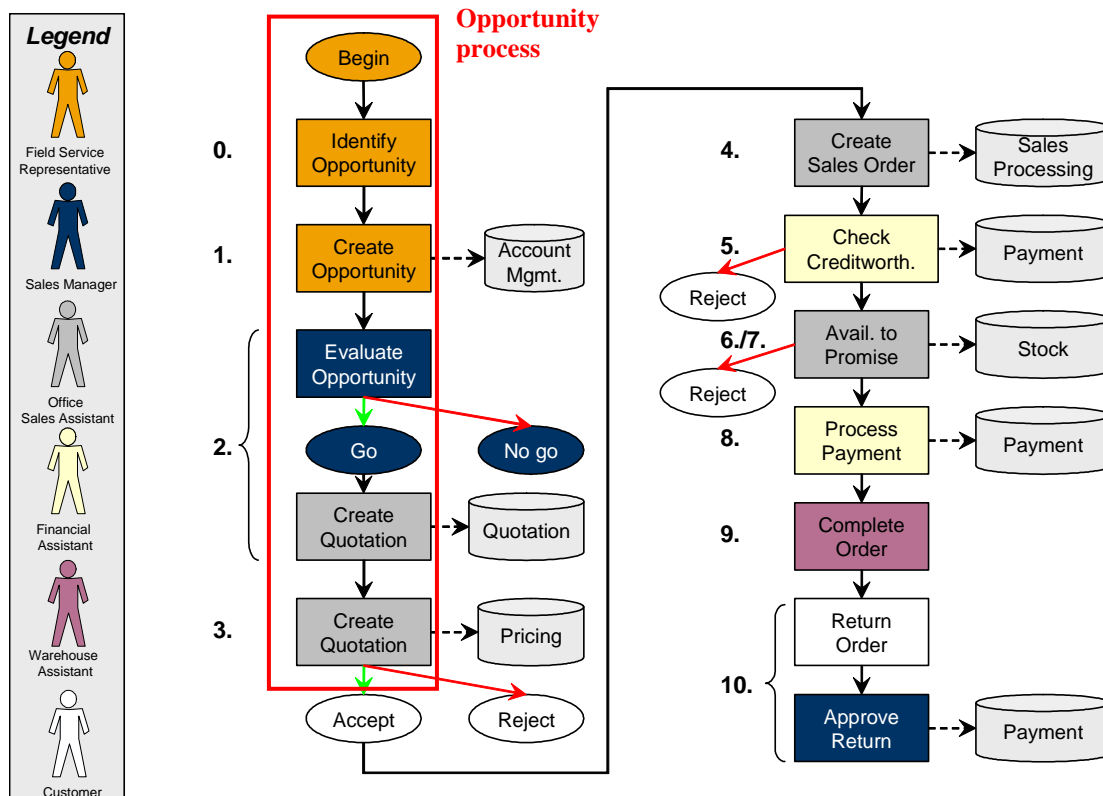 Legend
Field Service
Representative
Sales Manager
Office
Sales Assistant
Financial
Assistant
Warehouse
Assistant
Customer
Opportunity
process
Begin
0.
Identify
Opportunity
1.
Create
Opportunity
Account
Mgmt.
Evaluate
Opportunity
2.
Go
No go
Create
Quotation
Quotation
3.
Create
Quotation
Pricing
Accept
Reject
4.
Create
Sales Order
Sales
Processing
5.
Check
Creditworth.
Payment
Reject
6./7.
Avail. to
Promise
Stock
Reject
8.
Process
Payment
Payment
9.
Complete
Order
Return
Order
10.
Approve
Return
Payment